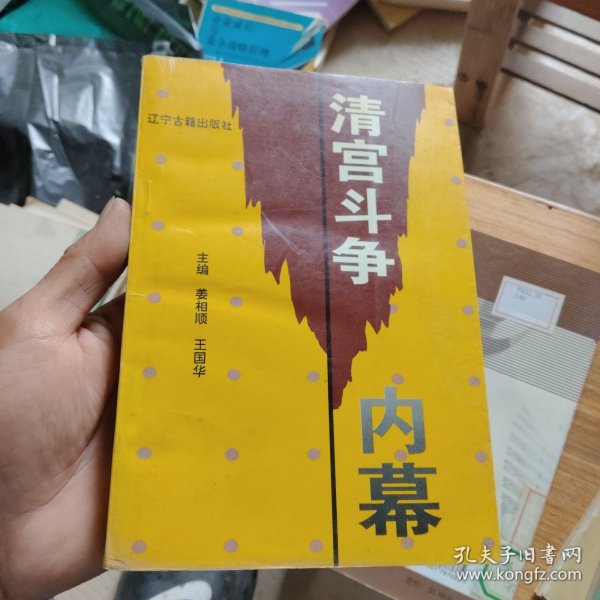 辽宁古籍出版社
清宫斗争
内幕
主编 姜相顺 王国华
孔夫子旧书网
www.kongfz.com